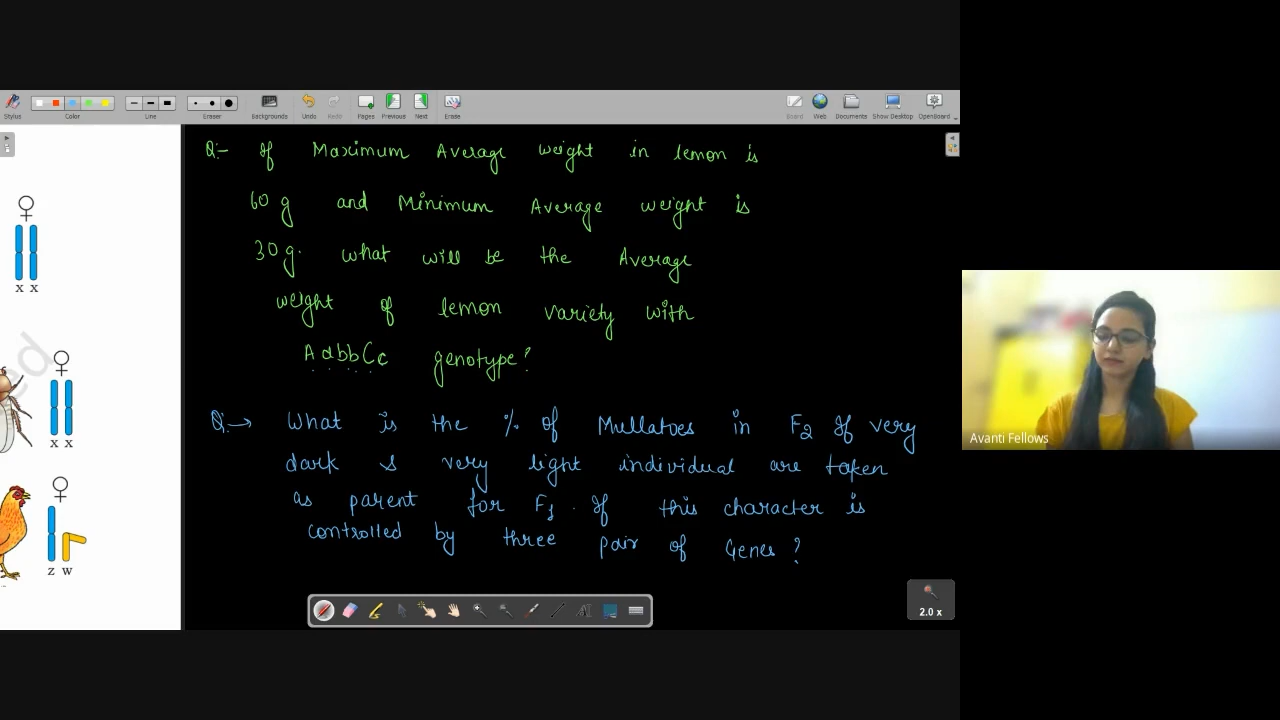 Stylus
Color
Line
Eraser
Backgrounds
Undo
Redo
Pages
Previous
Next
Erase
Board
Web
Documents
Show Desktop
OpenBoard
Q:- If Maximum Average weight in lemon is
60 g and Minimum Average weight is
30 g. what will be the Average
weight of lemon variety with
AabbCc genotype?
Q:→ What is the % of Mullatoes in F2 If very
dark & very light individual are taken
as parent for F1. If this character is
controlled by three pair of Genes ?
♀
x x
♀
x x
♀
z w
ed
Avanti Fellows
2.0 x